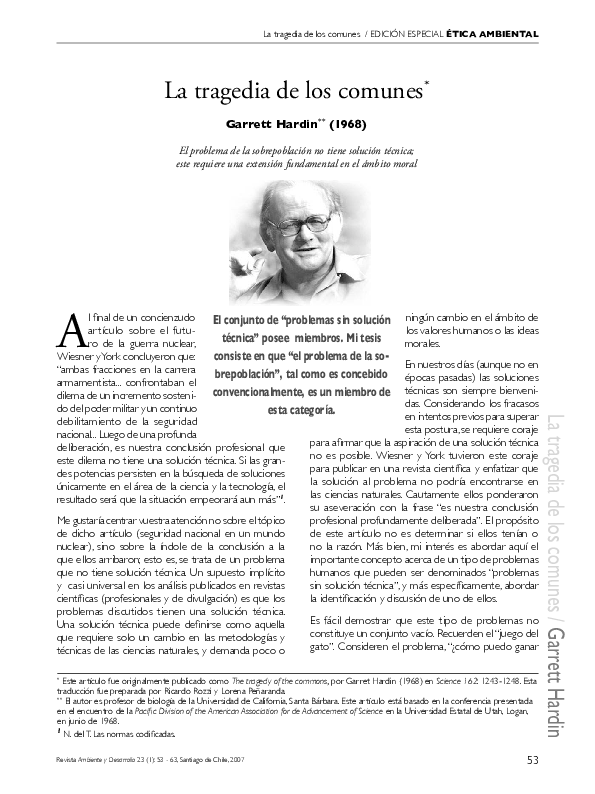 La tragedia de los comunes / EDICIÓN ESPECIAL ÉTICA AMBIENTAL
La tragedia de los comunes*
Garrett Hardin** (1968)
El problema de la sobrepoblación no tiene solución técnica;
este requiere una extensión fundamental en el ámbito moral
Al final de un concienzudo
artículo sobre el futu-
ro de la guerra nuclear,
Wiesner y York concluyeron que:
“ambas fracciones en la carrera
armamentista... confrontaban el
dilema de un incremento sosteni-
do del poder militar y un continuo
debilitamiento de la seguridad
nacional... Luego de una profunda
deliberación, es nuestra conclusión profesional que
este dilema no tiene una solución técnica. Si las gran-
des potencias persisten en la búsqueda de soluciones
únicamente en el área de la ciencia y la tecnología, el
resultado será que la situación empeorará aun más”¹.
Me gustaría centrar vuestra atención no sobre el tópico
de dicho artículo (seguridad nacional en un mundo
nuclear), sino sobre la índole de la conclusión a la
que ellos arribaron; esto es, se trata de un problema
que no tiene solución técnica. Un supuesto implícito
y casi universal en los análisis publicados en revistas
científicas (profesionales y de divulgación) es que los
problemas discutidos tienen una solución técnica.
Una solución técnica puede definirse como aquella
que requiere solo un cambio en las metodologías y
técnicas de las ciencias naturales, y demanda poco o
El conjunto de “problemas sin solución
técnica” posee miembros. Mi tesis
consiste en que “el problema de la so-
brepoblación”, tal como es concebido
convencionalmente, es un miembro de
esta categoría.
ningún cambio en el ámbito de
los valores humanos o las ideas
morales.
En nuestros días (aunque no en
épocas pasadas) las soluciones
técnicas son siempre bienveni-
das. Considerando los fracasos
en intentos previos para superar
esta postura, se requiere coraje
para afirmar que la aspiración de una solución técnica
no es posible. Wiesner y York tuvieron este coraje
para publicar en una revista científica y enfatizar que
la solución al problema no podría encontrarse en
las ciencias naturales. Cautamente ellos ponderaron
su aseveración con la frase “es nuestra conclusión
profesional profundamente deliberada”. El propósito
de este artículo no es determinar si ellos tenían o
no la razón. Más bien, mi interés es abordar aquí el
importante concepto acerca de un tipo de problemas
humanos que pueden ser denominados “problemas
sin solución técnica”, y más específicamente, abordar
la identificación y discusión de uno de ellos.
Es fácil demostrar que este tipo de problemas no
constituye un conjunto vacío. Recuerden el “juego del
gato”. Consideren el problema, “¿cómo puedo ganar
La tragedia de los comunes / Garrett Hardin
* Este artículo fue originalmente publicado como The tragedy of the commons, por Garret Hardin (1968) en Science 162: 1243-1248. Esta
traducción fue preparada por Ricardo Rozzi y Lorena Peñaranda
** El autor es profesor de biología de la Universidad de California, Santa Bárbara. Este artículo está basado en la conferencia presentada
en el encuentro de la Pacific Division of the American Association for de Advancement of Science en la Universidad Estatal de Utah, Logan,
en junio de 1968.
N. del T. Las normas codificadas.
Revista Ambiente y Desarrollo 23 (1): 53 - 63, Santiago de Chile, 2007
53